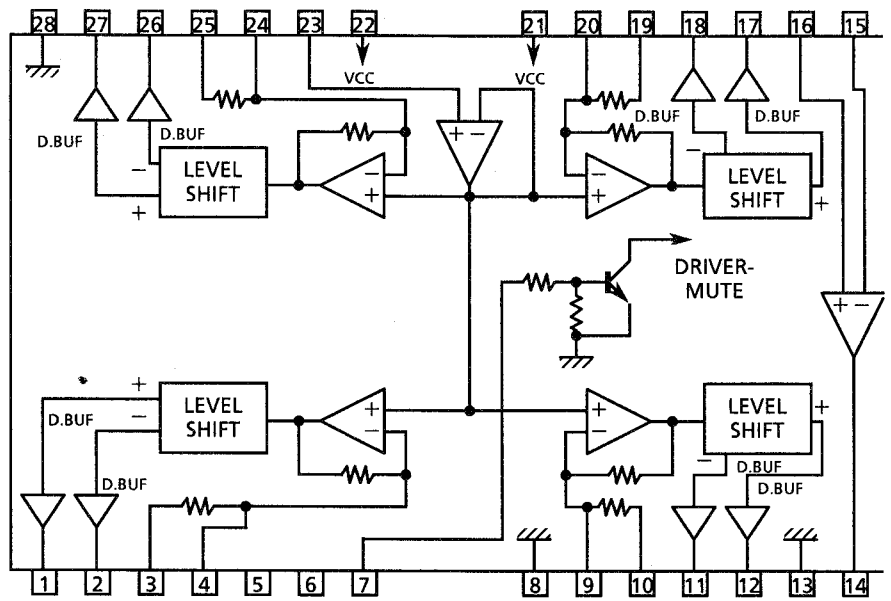 28 27 26 25 24 23 22 21 20 19 18 17 16 15
VCC VCC
D.BUF D.BUF D.BUF D.BUF
+ − − + − +
LEVEL
SHIFT
− +
− +
LEVEL
SHIFT
− +
− +
DRIVER-
MUTE
+ −
+ −
LEVEL
SHIFT
+ −
+ −
LEVEL
SHIFT
+ −
D.BUF D.BUF
D.BUF D.BUF
1 2 3 4 5 6 7 8 9 10 11 12 13 14